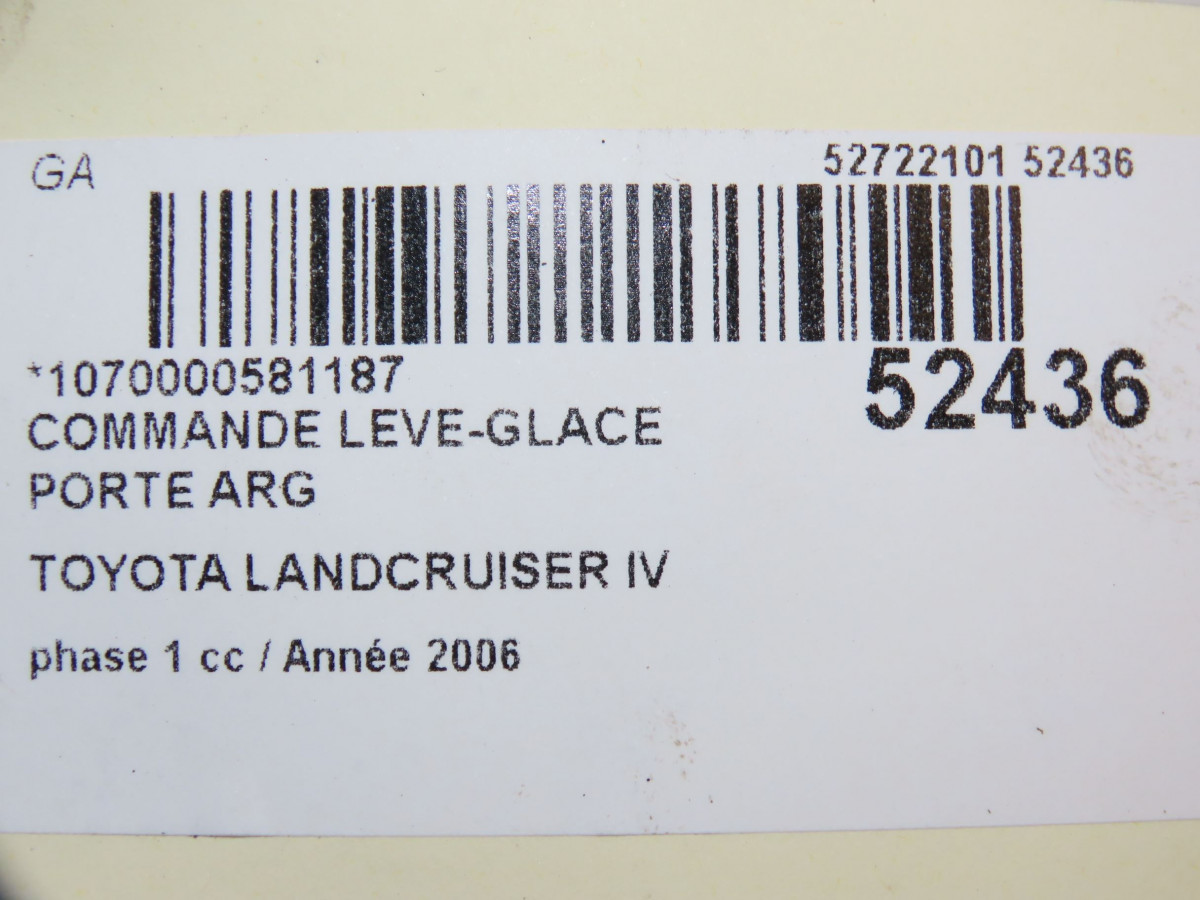 GA
52722101 52436
*1070000581187
52436
COMMANDE LEVE-GLACE
PORTE ARG
TOYOTA LANDCRUISER IV
phase 1 cc / Année 2006